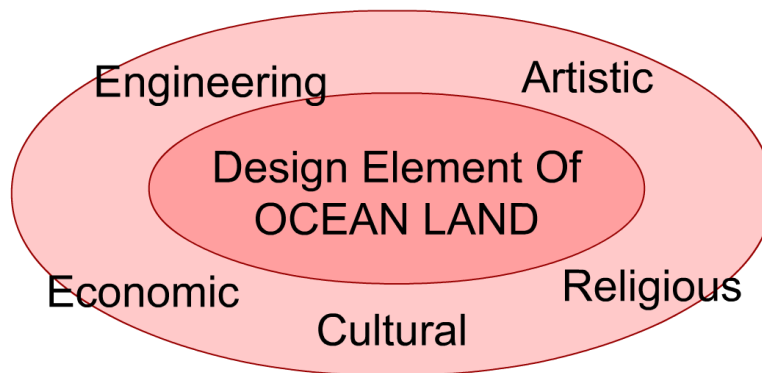 Engineering
Artistic
Design Element Of
OCEAN LAND
Economic
Religious
Cultural